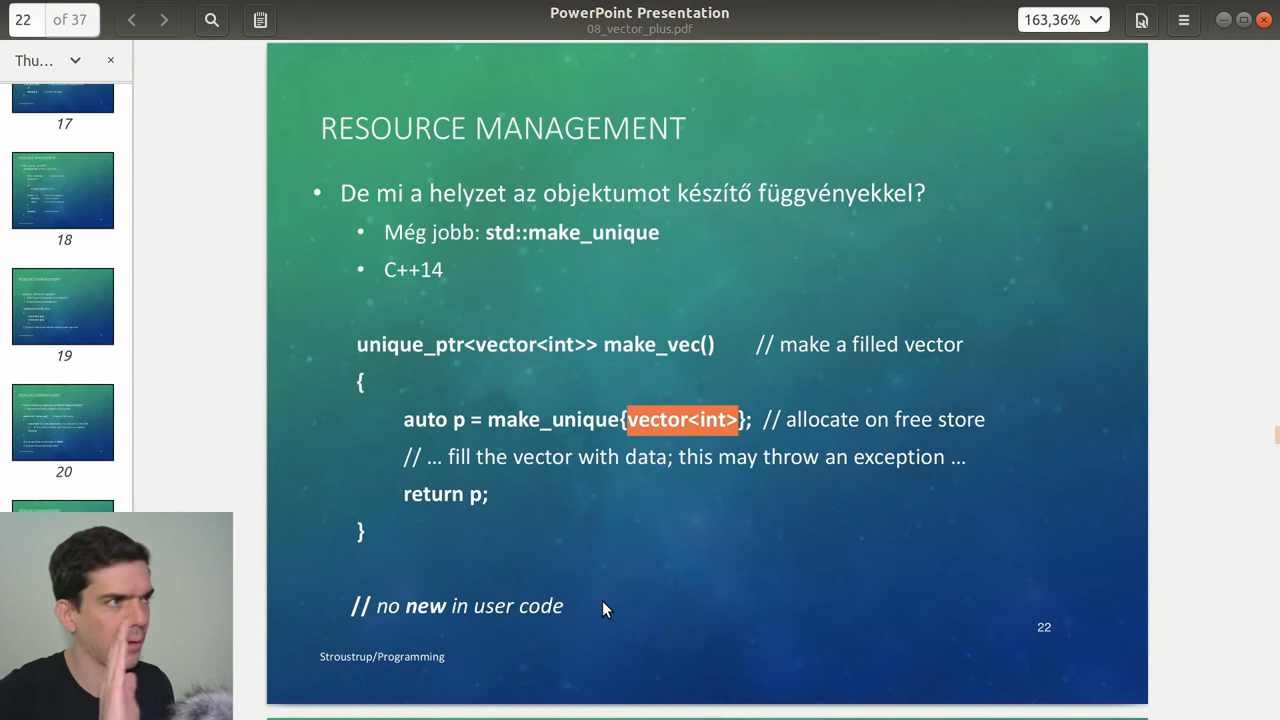 22 of 37
PowerPoint Presentation
08_vector_plus.pdf
163,36%
Thu...
17
18
19
20
RESOURCE MANAGEMENT
• De mi a helyzet az objektumot készítő függvényekkel?
• Még jobb: std::make_unique
• C++14
unique_ptr<vector<int>> make_vec() // make a filled vector
{
auto p = make_unique{vector<int>}; // allocate on free store
// … fill the vector with data; this may throw an exception …
return p;
}
// no new in user code
22
Stroustrup/Programming